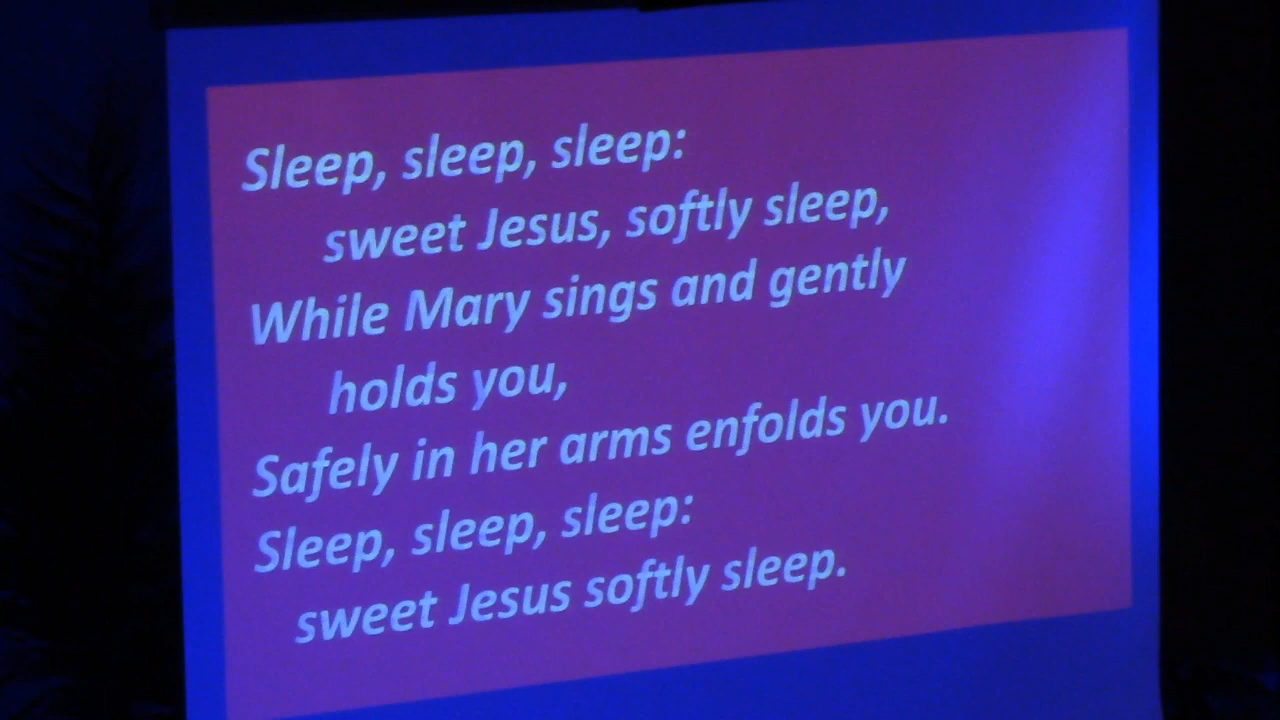 Sleep, sleep, sleep:
sweet Jesus, softly sleep,
While Mary sings and gently
holds you,
Safely in her arms enfolds you.
Sleep, sleep, sleep:
sweet Jesus softly sleep.